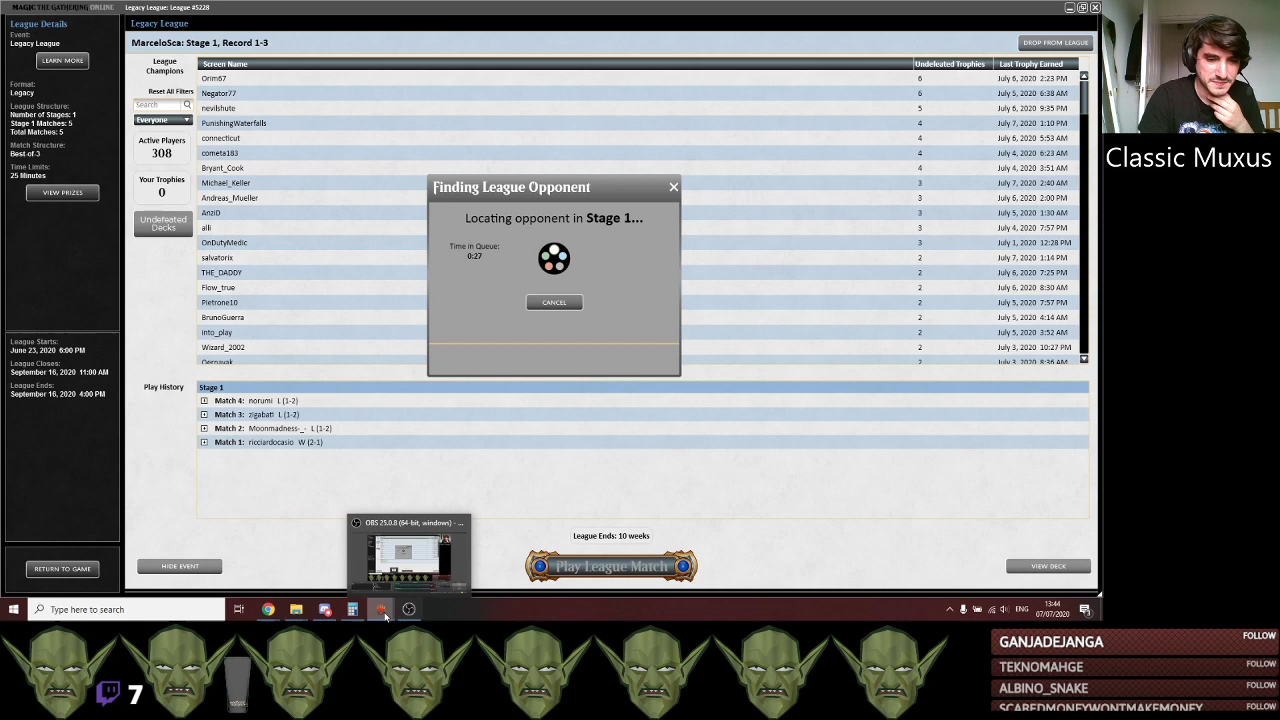 MAGIC THE GATHERING ONLINE
Legacy League: League #5228
League Details
Event:
Legacy League
LEARN MORE
Format:
Legacy
League Structure:
Number of Stages: 1
Stage 1 Matches: 5
Total Matches: 5
Match Structure:
Best-of-3
Time Limits:
25 Minutes
VIEW PRIZES
League Starts:
June 23, 2020 6:00 PM
League Closes:
September 16, 2020 11:00 AM
League Ends:
September 16, 2020 4:00 PM
RETURN TO GAME
Legacy League
MarceloSca: Stage 1, Record 1-3
DROP FROM LEAGUE
League Champions
Reset All Filters
Search
Everyone
Active Players
308
Your Trophies
0
Undefeated Decks
Screen Name Undefeated Trophies Last Trophy Earned
Orim67 6 July 6, 2020 2:23 PM
Negator77 6 July 5, 2020 6:38 AM
nevilshute 5 July 6, 2020 9:35 PM
PunishingWaterfalls 4 July 7, 2020 1:10 PM
connecticut 4 July 6, 2020 5:53 AM
cometa183 4 July 4, 2020 6:23 AM
Bryant_Cook 4 July 4, 2020 3:51 AM
Michael_Keller 3 July 7, 2020 2:40 AM
Andreas_Mueller 3 July 6, 2020 2:00 PM
AnziD 3 July 5, 2020 1:30 AM
alli 3 July 4, 2020 7:57 PM
OnDutyMedic 3 July 1, 2020 12:28 PM
salvatorix 2 July 7, 2020 1:14 PM
THE_DADDY 2 July 6, 2020 7:25 PM
Flow_true 2 July 6, 2020 8:30 AM
Pietrone10 2 July 5, 2020 7:57 PM
BrunoGuerra 2 July 5, 2020 4:14 AM
into_play 2 July 5, 2020 3:52 AM
Wizard_2002 2 July 3, 2020 10:27 PM
2 July 3, 2020 8:36 AM
Finding League Opponent
Locating opponent in Stage 1...
Time in Queue:
0:27
CANCEL
Play History
Stage 1
Match 4: norumi L (1-2)
Match 3: zigabati L (1-2)
Match 2: Moonmadness-_- L (1-2)
Match 1: ricciardocasio W (2-1)
League Ends: 10 weeks
HIDE EVENT
Play League Match
VIEW DECK
OBS 25.0.8 (64-bit, windows) - ...
Type here to search
ENG
13:44
07/07/2020
Classic Muxus
7
GANJADEJANGA FOLLOW
TEKNOMAHGE FOLLOW
ALBINO_SNAKE FOLLOW
SCAREDMONEYWONTMAKEMONEY FOLLOW